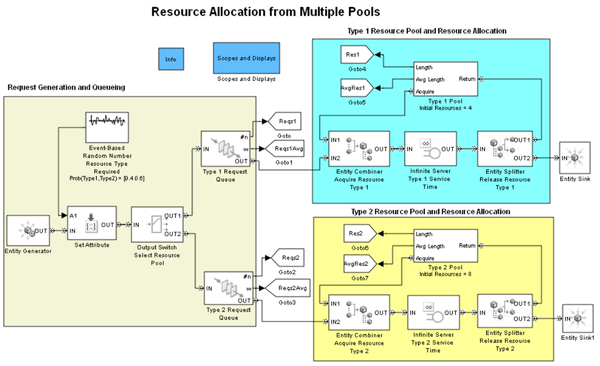 Resource Allocation from Multiple Pools
Info
Scopes and Displays
Scopes and Displays
Request Generation and Queueing
Event-Based
Random Number
Resource Type
Required
Prob(Type1,Type2) = [0.4 0.6]
OUT
Entity Generator
A1
IN
OUT
Set Attribute
IN
OUT1
OUT2
Output Switch
Select Resource
Pool
IN
#n
w
OUT
Type 1 Request
Queue
Reqs1
Goto
Reqs1Avg
Goto1
IN
#n
w
OUT
Type 2 Request
Queue
Reqs2
Goto2
Reqs2Avg
Goto3
Type 1 Resource Pool and Resource Allocation
Res1
Goto4
AvgRes1
Goto5
Length
Avg Length
Acquire
Return
Type 1 Pool
Initial Resources = 4
IN1
IN2
OUT
Entity Combiner
Acquire Resource
Type 1
IN
OUT
Infinite Server
Type 1 Service
Time
IN
OUT1
OUT2
Entity Splitter
Release Resource
Type 1
IN
Entity Sink
Type 2 Resource Pool and Resource Allocation
Res2
Goto6
AvgRes2
Goto7
Length
Avg Length
Acquire
Return
Type 2 Pool
Initial Resources = 8
IN1
IN2
OUT
Entity Combiner
Acquire Resource
Type 2
IN
OUT
Infinite Server
Type 2 Service
Time
IN
OUT1
OUT2
Entity Splitter
Release Resource
Type 2
IN
Entity Sink1